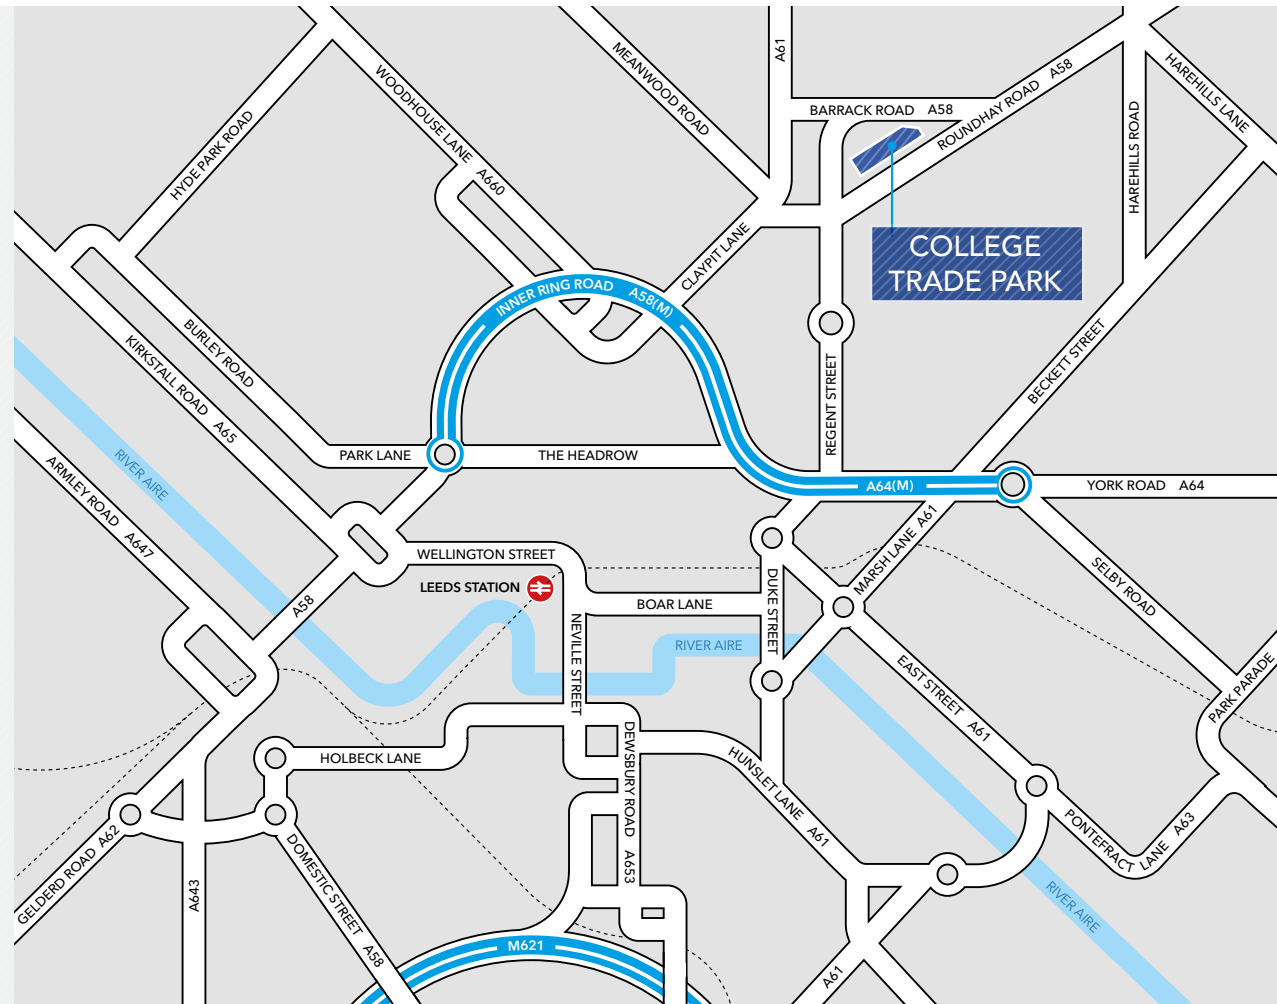 A61
MEANWOOD ROAD
WOODHOUSE LANE A660
HYDE PARK ROAD
BARRACK ROAD A58
ROUNDHAY ROAD A58
HAREHILLS LANE
HAREHILLS ROAD
CLAYPIT LANE
COLLEGE
TRADE PARK
INNER RING ROAD A58(M)
BURLEY ROAD
KIRKSTALL ROAD A65
REGENT STREET
BECKETT STREET
RIVER AIRE
ARMLEY ROAD A647
PARK LANE
THE HEADROW
A64(M)
YORK ROAD A64
WELLINGTON STREET
LEEDS STATION
A58
BOAR LANE
DUKE STREET
MARSH LANE A61
SELBY ROAD
NEVILLE STREET
RIVER AIRE
EAST STREET A61
PARK PARADE
HOLBECK LANE
DEWSBURY ROAD A653
HUNSLET LANE A61
PONTEFRACT LANE A63
GELDERD ROAD A62
A643
DOMESTIC STREET A58
RIVER AIRE
M621
A61